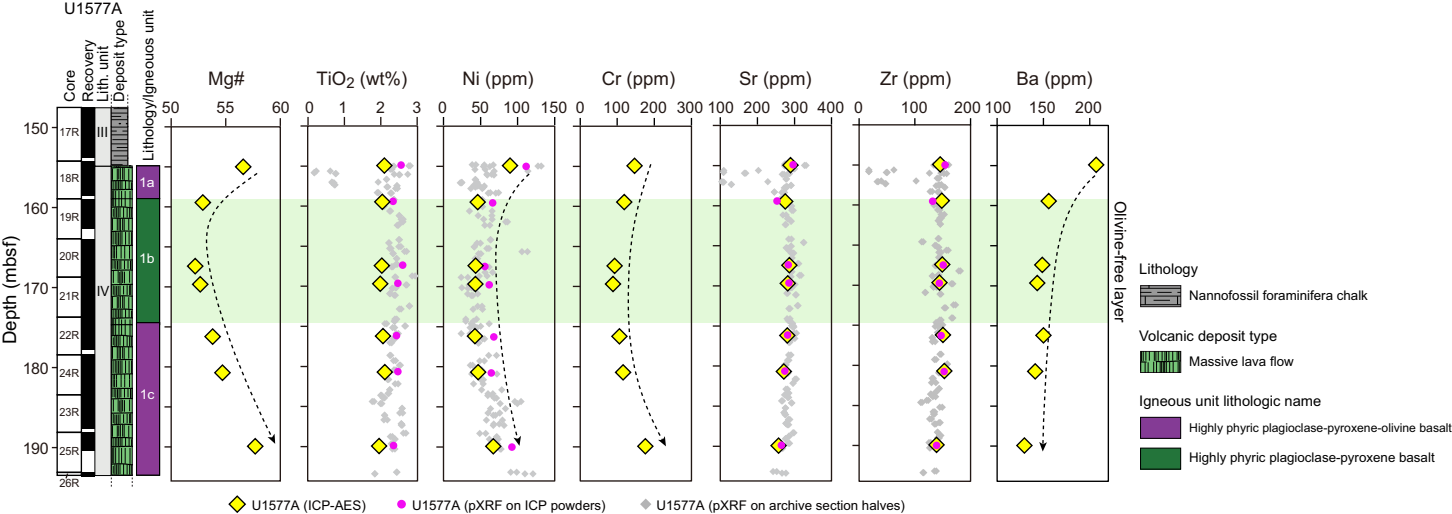 U1577A
Core
Recovery
Lith. unit
Deposit type
Lithology/Igneous unit
Mg#
TiO2 (wt%)
Ni (ppm)
Cr (ppm)
Sr (ppm)
Zr (ppm)
Ba (ppm)
50 55 60
0 1 2 3
0 50 100 150
0 100 200 300
100 200 300 400
0 100 200
100 150 200
Depth (mbsf)
150
160
170
180
190
17R
18R
19R
20R
21R
22R
24R
23R
25R
26R
III
IV
1a
1b
1c
Olivine-free layer
Lithology
Nannofossil foraminifera chalk
Volcanic deposit type
Massive lava flow
Igneous unit lithologic name
Highly phyric plagioclase-pyroxene-olivine basalt
Highly phyric plagioclase-pyroxene basalt
U1577A (ICP-AES) U1577A (pXRF on ICP powders) U1577A (pXRF on archive section halves)